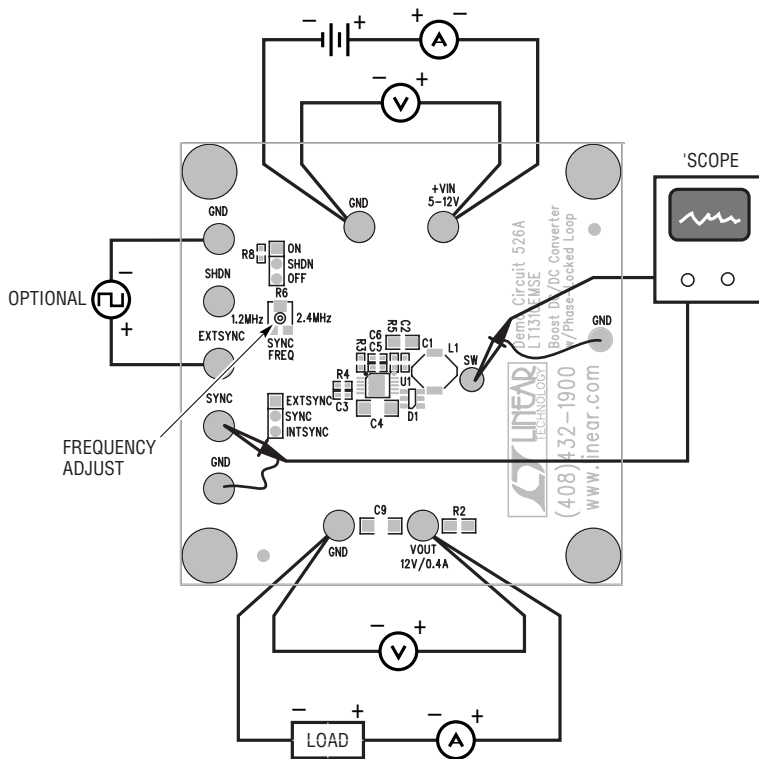 − + + A −
− V +
'SCOPE
GND
+VIN
5–12V
GND
−
OPTIONAL
+
R8
ON
SHDN
OFF
SHDN
R6
1.2MHz
2.4MHz
SYNC
FREQ
EXTSYNC
SYNC
FREQUENCY
ADJUST
GND
EXTSYNC
SYNC
INTSYNC
R3
C6
C5
R5
C2
C1
L1
R4
C3
U1
D1
C4
SW
GND
Demo Circuit 526A
LT1310EMSE
Boost DC/DC Converter
w/Phase-Locked Loop
LT LINEAR
TECHNOLOGY
(408)432-1900
www.linear.com
GND
C9
VOUT
12V/0.4A
R2
− V +
− LOAD + − A +